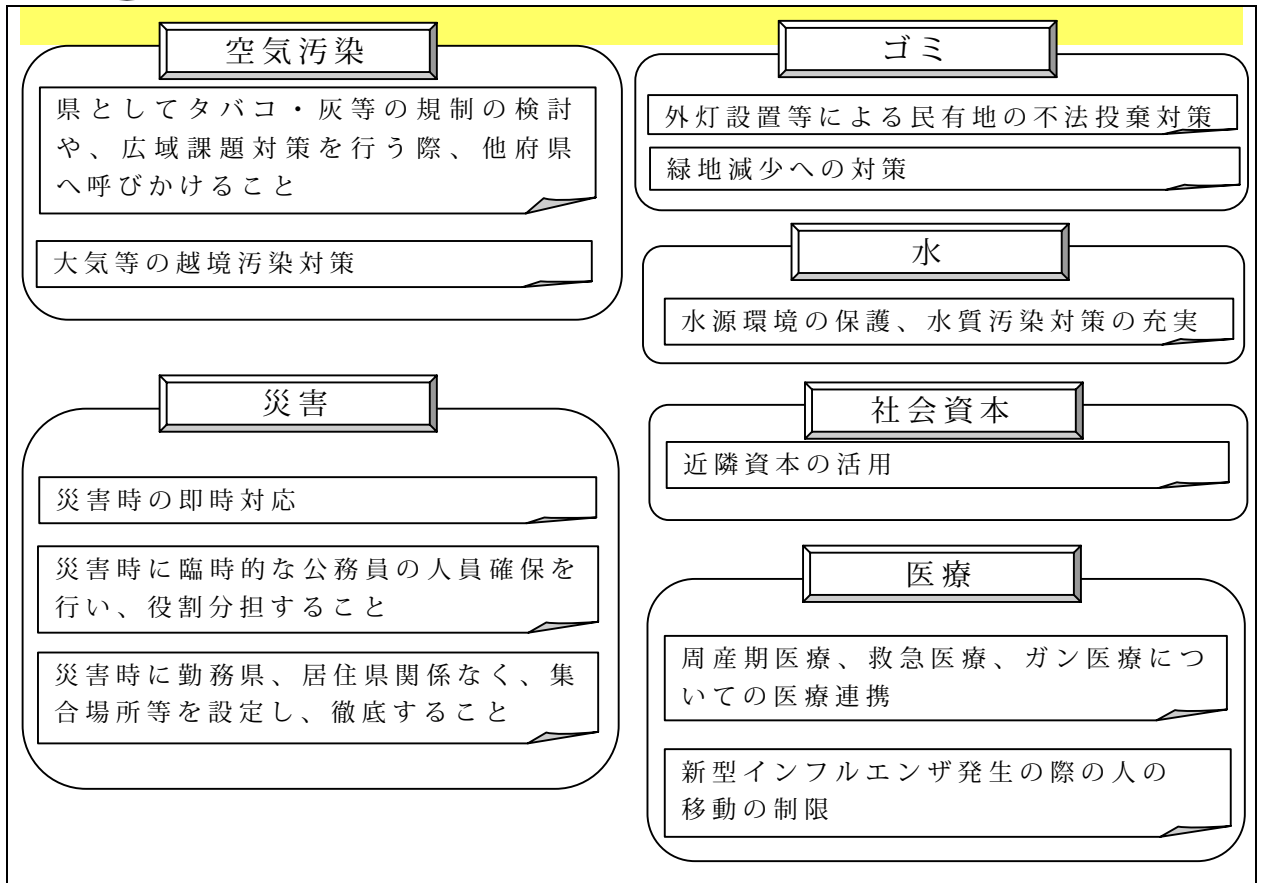 空気汚染
県としてタバコ・灰等の規制の検討
や、広域課題対策を行う際、他府県
へ呼びかけること
大気等の越境汚染対策
災害
災害時の即時対応
災害時に臨時的な公務員の人員確保を
行い、役割分担すること
災害時に勤務県、居住県関係なく、集
合場所等を設定し、徹底すること
ゴミ
外灯設置等による民有地の不法投棄対策
緑地減少への対策
水
水源環境の保護、水質汚染対策の充実
社会資本
近隣資本の活用
医療
周産期医療、救急医療、ガン医療につ
いての医療連携
新型インフルエンザ発生の際の人の
移動の制限